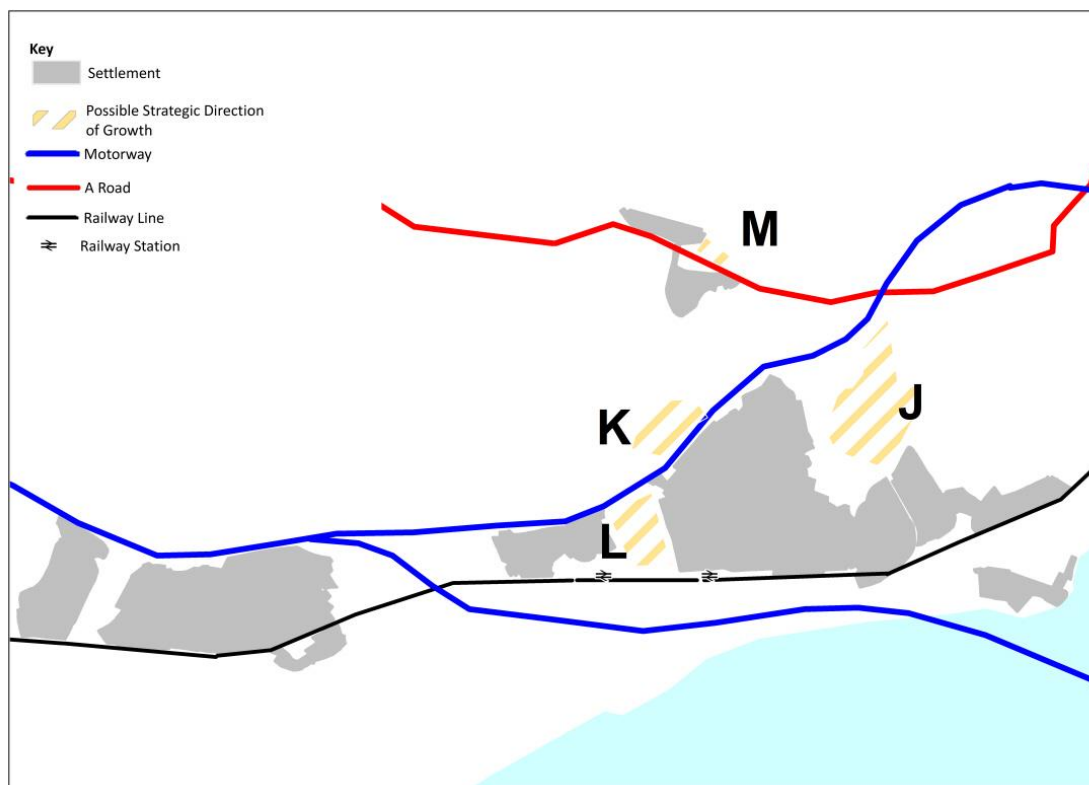 Key
Settlement
Possible Strategic Direction
of Growth
Motorway
A Road
Railway Line
Railway Station
M
J
K
L